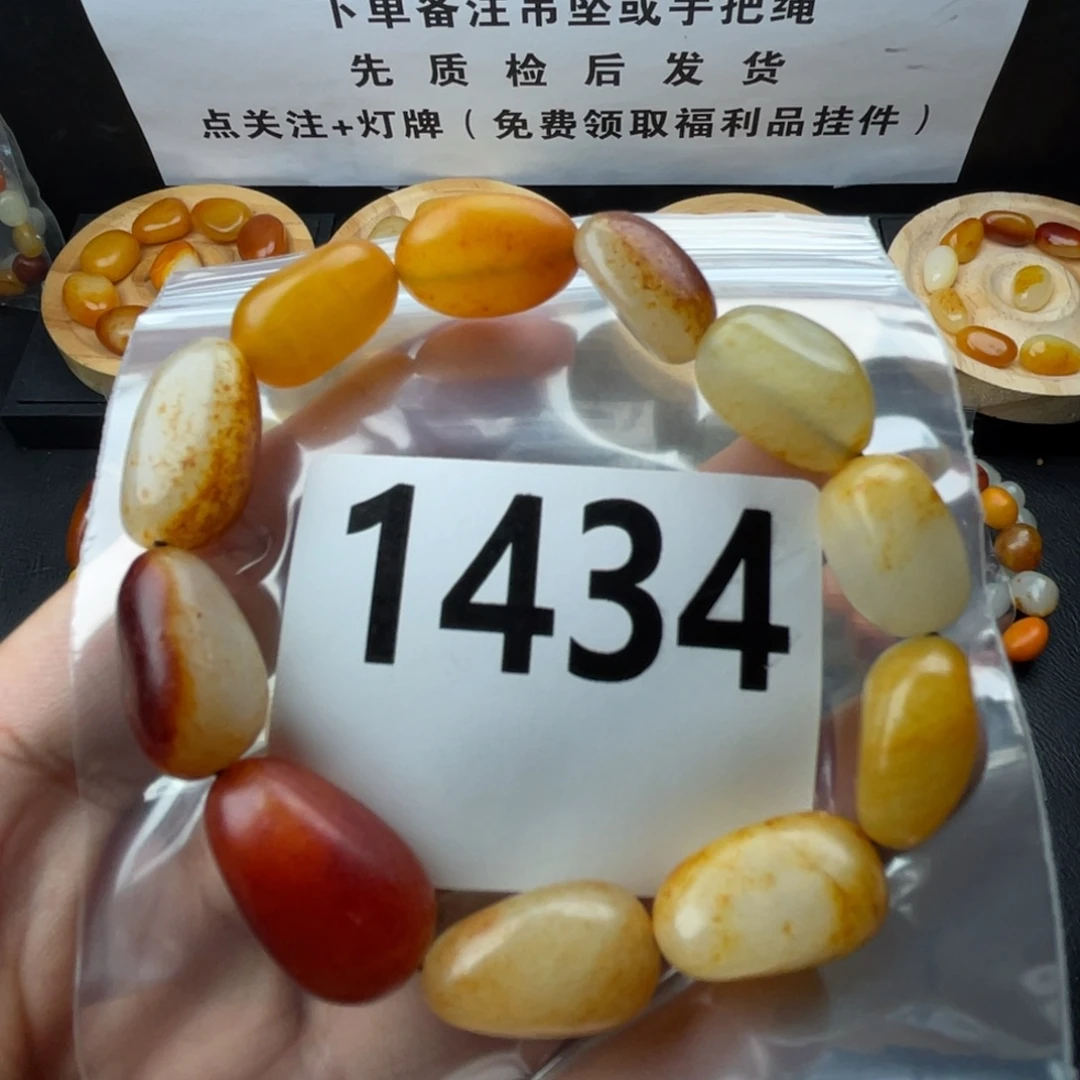 下单备注吊坠或手把绳
先质检后发货
点关注+灯牌（免费领取福利品挂件）
1434